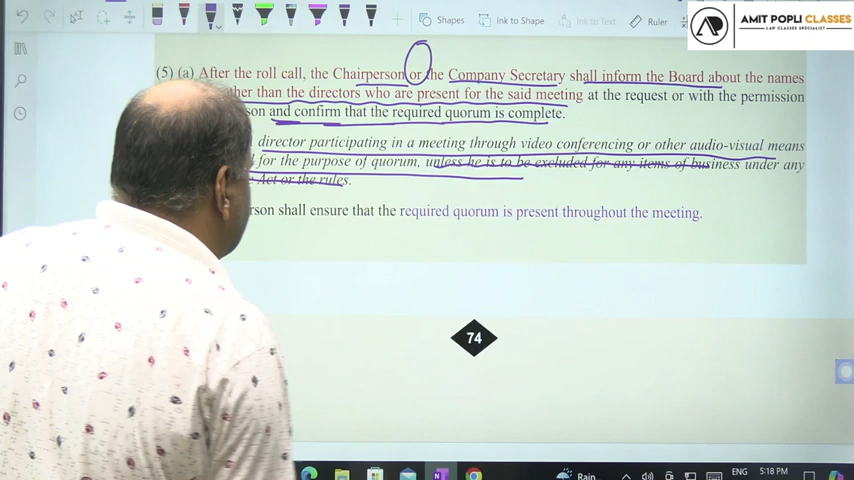 Shapes Ink to Shape Ink to Text Ruler
AMIT POPLI CLASSES
LAW CLASSES SPECIALIST
(5) (a) After the roll call, the Chairperson or the Company Secretary shall inform the Board about the names
than the directors who are present for the said meeting at the request or with the permission
and confirm that the required quorum is complete.
director participating in a meeting through video conferencing or other audio-visual means
for the purpose of quorum, unless he is to be excluded for any items of business under any
Act or the rules.
shall ensure that the required quorum is present throughout the meeting.
74
Rain
ENG 5:18 PM